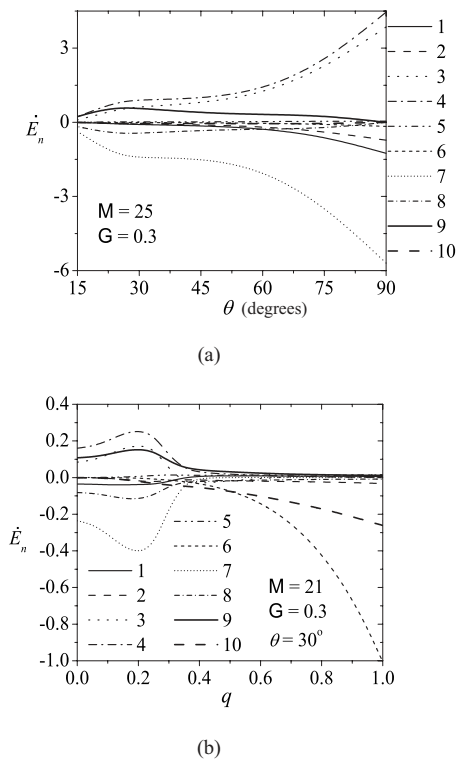 3
0
-3
-6
Ė_n
M = 25
G = 0.3
15 30 45 60 75 90
θ (degrees)
1
2
3
4
5
6
7
8
9
10
(a)
0.4
0.2
0.0
-0.2
-0.4
-0.6
-0.8
-1.0
Ė_n
1
2
3
4
5
6
7
8
9
10
M = 21
G = 0.3
θ = 30°
0.0 0.2 0.4 0.6 0.8 1.0
q
(b)